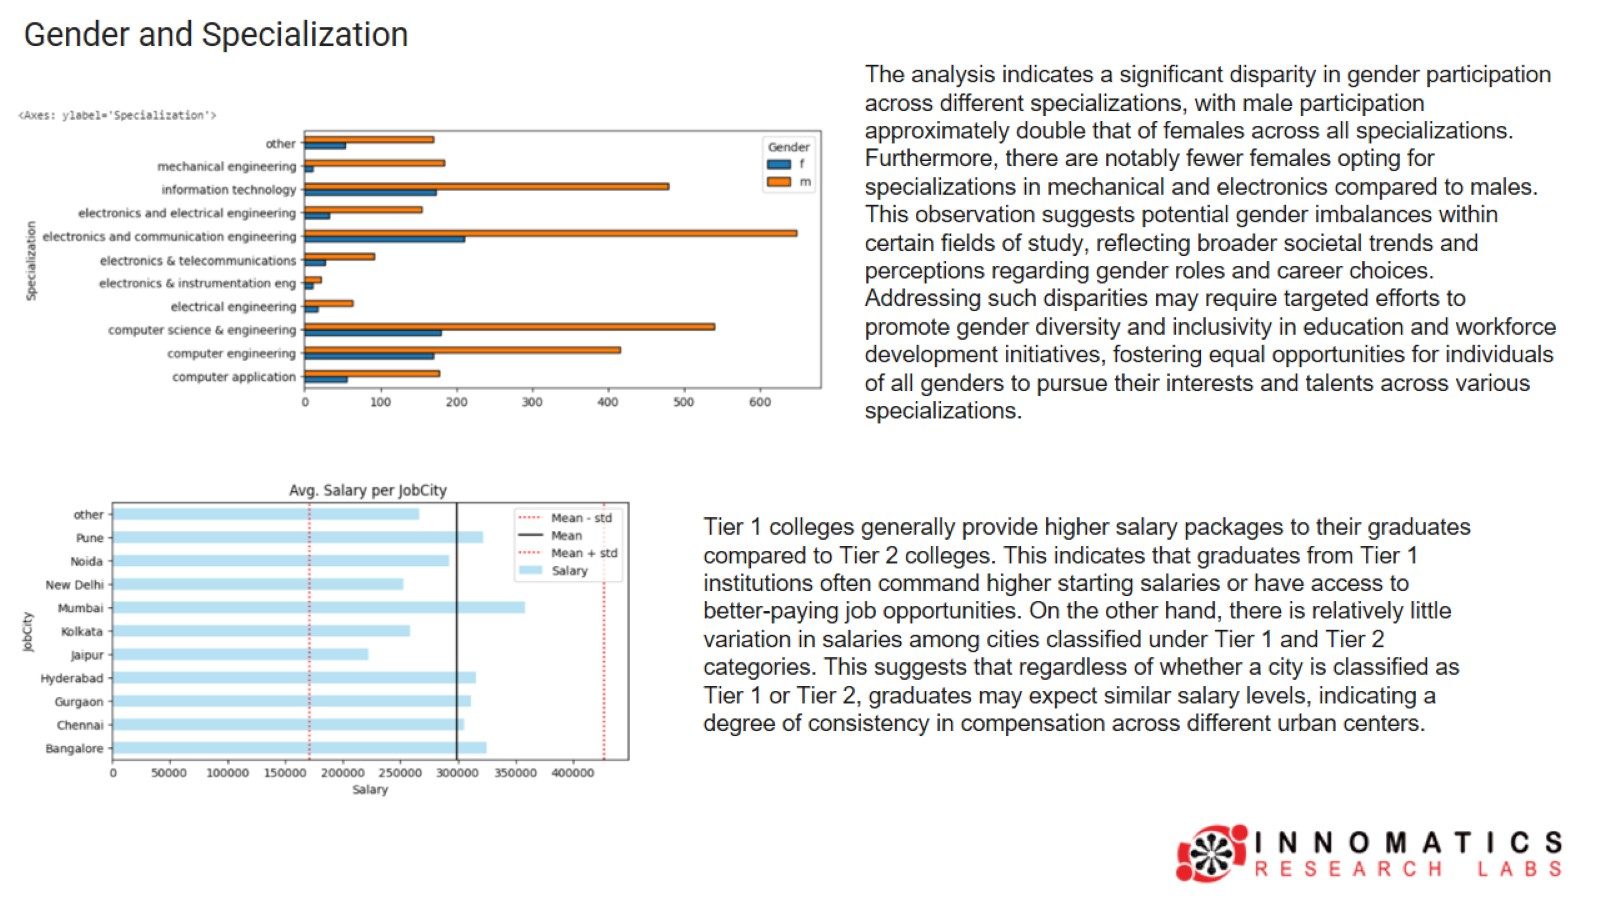 Gender and Specialization
<Axes: ylabel='Specialization'>
Specialization
other
mechanical engineering
information technology
electronics and electrical engineering
electronics and communication engineering
electronics & telecommunications
electronics & instrumentation eng
electrical engineering
computer science & engineering
computer engineering
computer application
0 100 200 300 400 500 600
Gender
f
m
The analysis indicates a significant disparity in gender participation
across different specializations, with male participation
approximately double that of females across all specializations.
Furthermore, there are notably fewer females opting for
specializations in mechanical and electronics compared to males.
This observation suggests potential gender imbalances within
certain fields of study, reflecting broader societal trends and
perceptions regarding gender roles and career choices.
Addressing such disparities may require targeted efforts to
promote gender diversity and inclusivity in education and workforce
development initiatives, fostering equal opportunities for individuals
of all genders to pursue their interests and talents across various
specializations.
Avg. Salary per JobCity
JobCity
other
Pune
Noida
New Delhi
Mumbai
Kolkata
Jaipur
Hyderabad
Gurgaon
Chennai
Bangalore
0 50000 100000 150000 200000 250000 300000 350000 400000
Salary
Mean - std
Mean
Mean + std
Salary
Tier 1 colleges generally provide higher salary packages to their graduates
compared to Tier 2 colleges. This indicates that graduates from Tier 1
institutions often command higher starting salaries or have access to
better-paying job opportunities. On the other hand, there is relatively little
variation in salaries among cities classified under Tier 1 and Tier 2
categories. This suggests that regardless of whether a city is classified as
Tier 1 or Tier 2, graduates may expect similar salary levels, indicating a
degree of consistency in compensation across different urban centers.
INNOMATICS
RESEARCH LABS